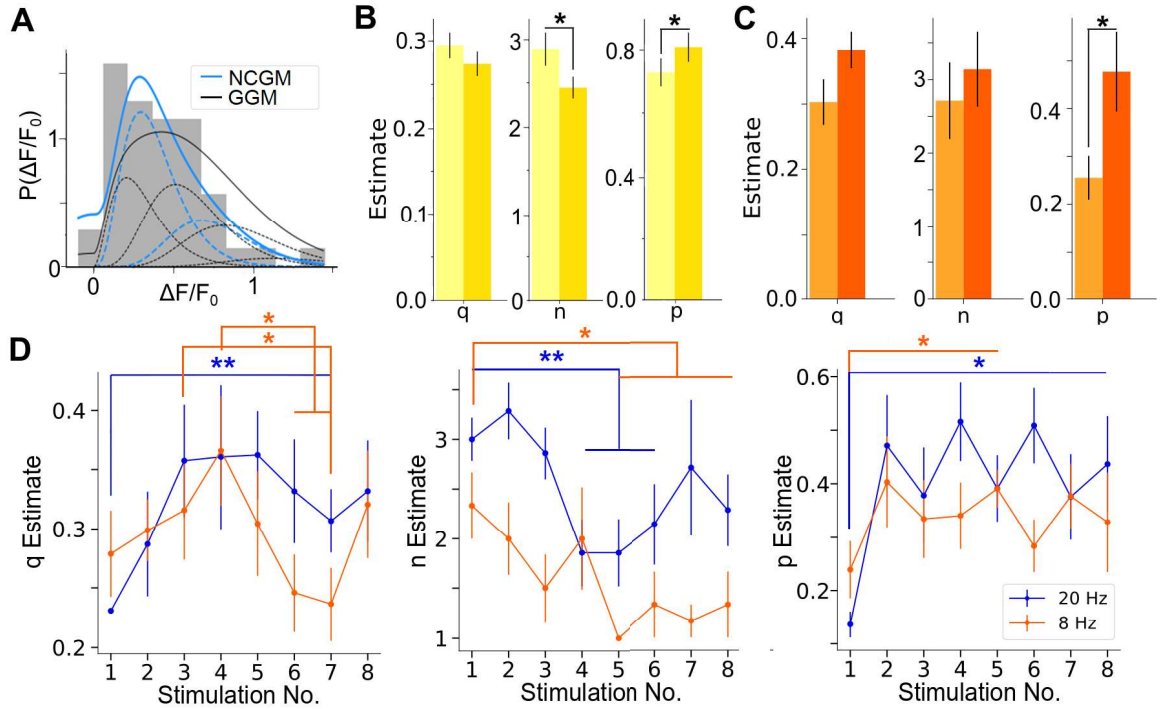 A
NCGM
GGM
P(ΔF/F₀)
1
0
0
1
ΔF/F₀
B
*
*
Estimate
0.3
0.2
0.1
0.0
q
3
2
1
0
n
0.8
0.4
0.0
p
C
*
Estimate
0.4
0.2
0.0
q
3
2
1
0
n
0.4
0.2
0.0
p
D
*
*
**
q Estimate
0.4
0.3
0.2
1 2 3 4 5 6 7 8
Stimulation No.
*
**
n Estimate
3
2
1
1 2 3 4 5 6 7 8
Stimulation No.
*
*
p Estimate
0.6
0.4
0.2
20 Hz
8 Hz
1 2 3 4 5 6 7 8
Stimulation No.